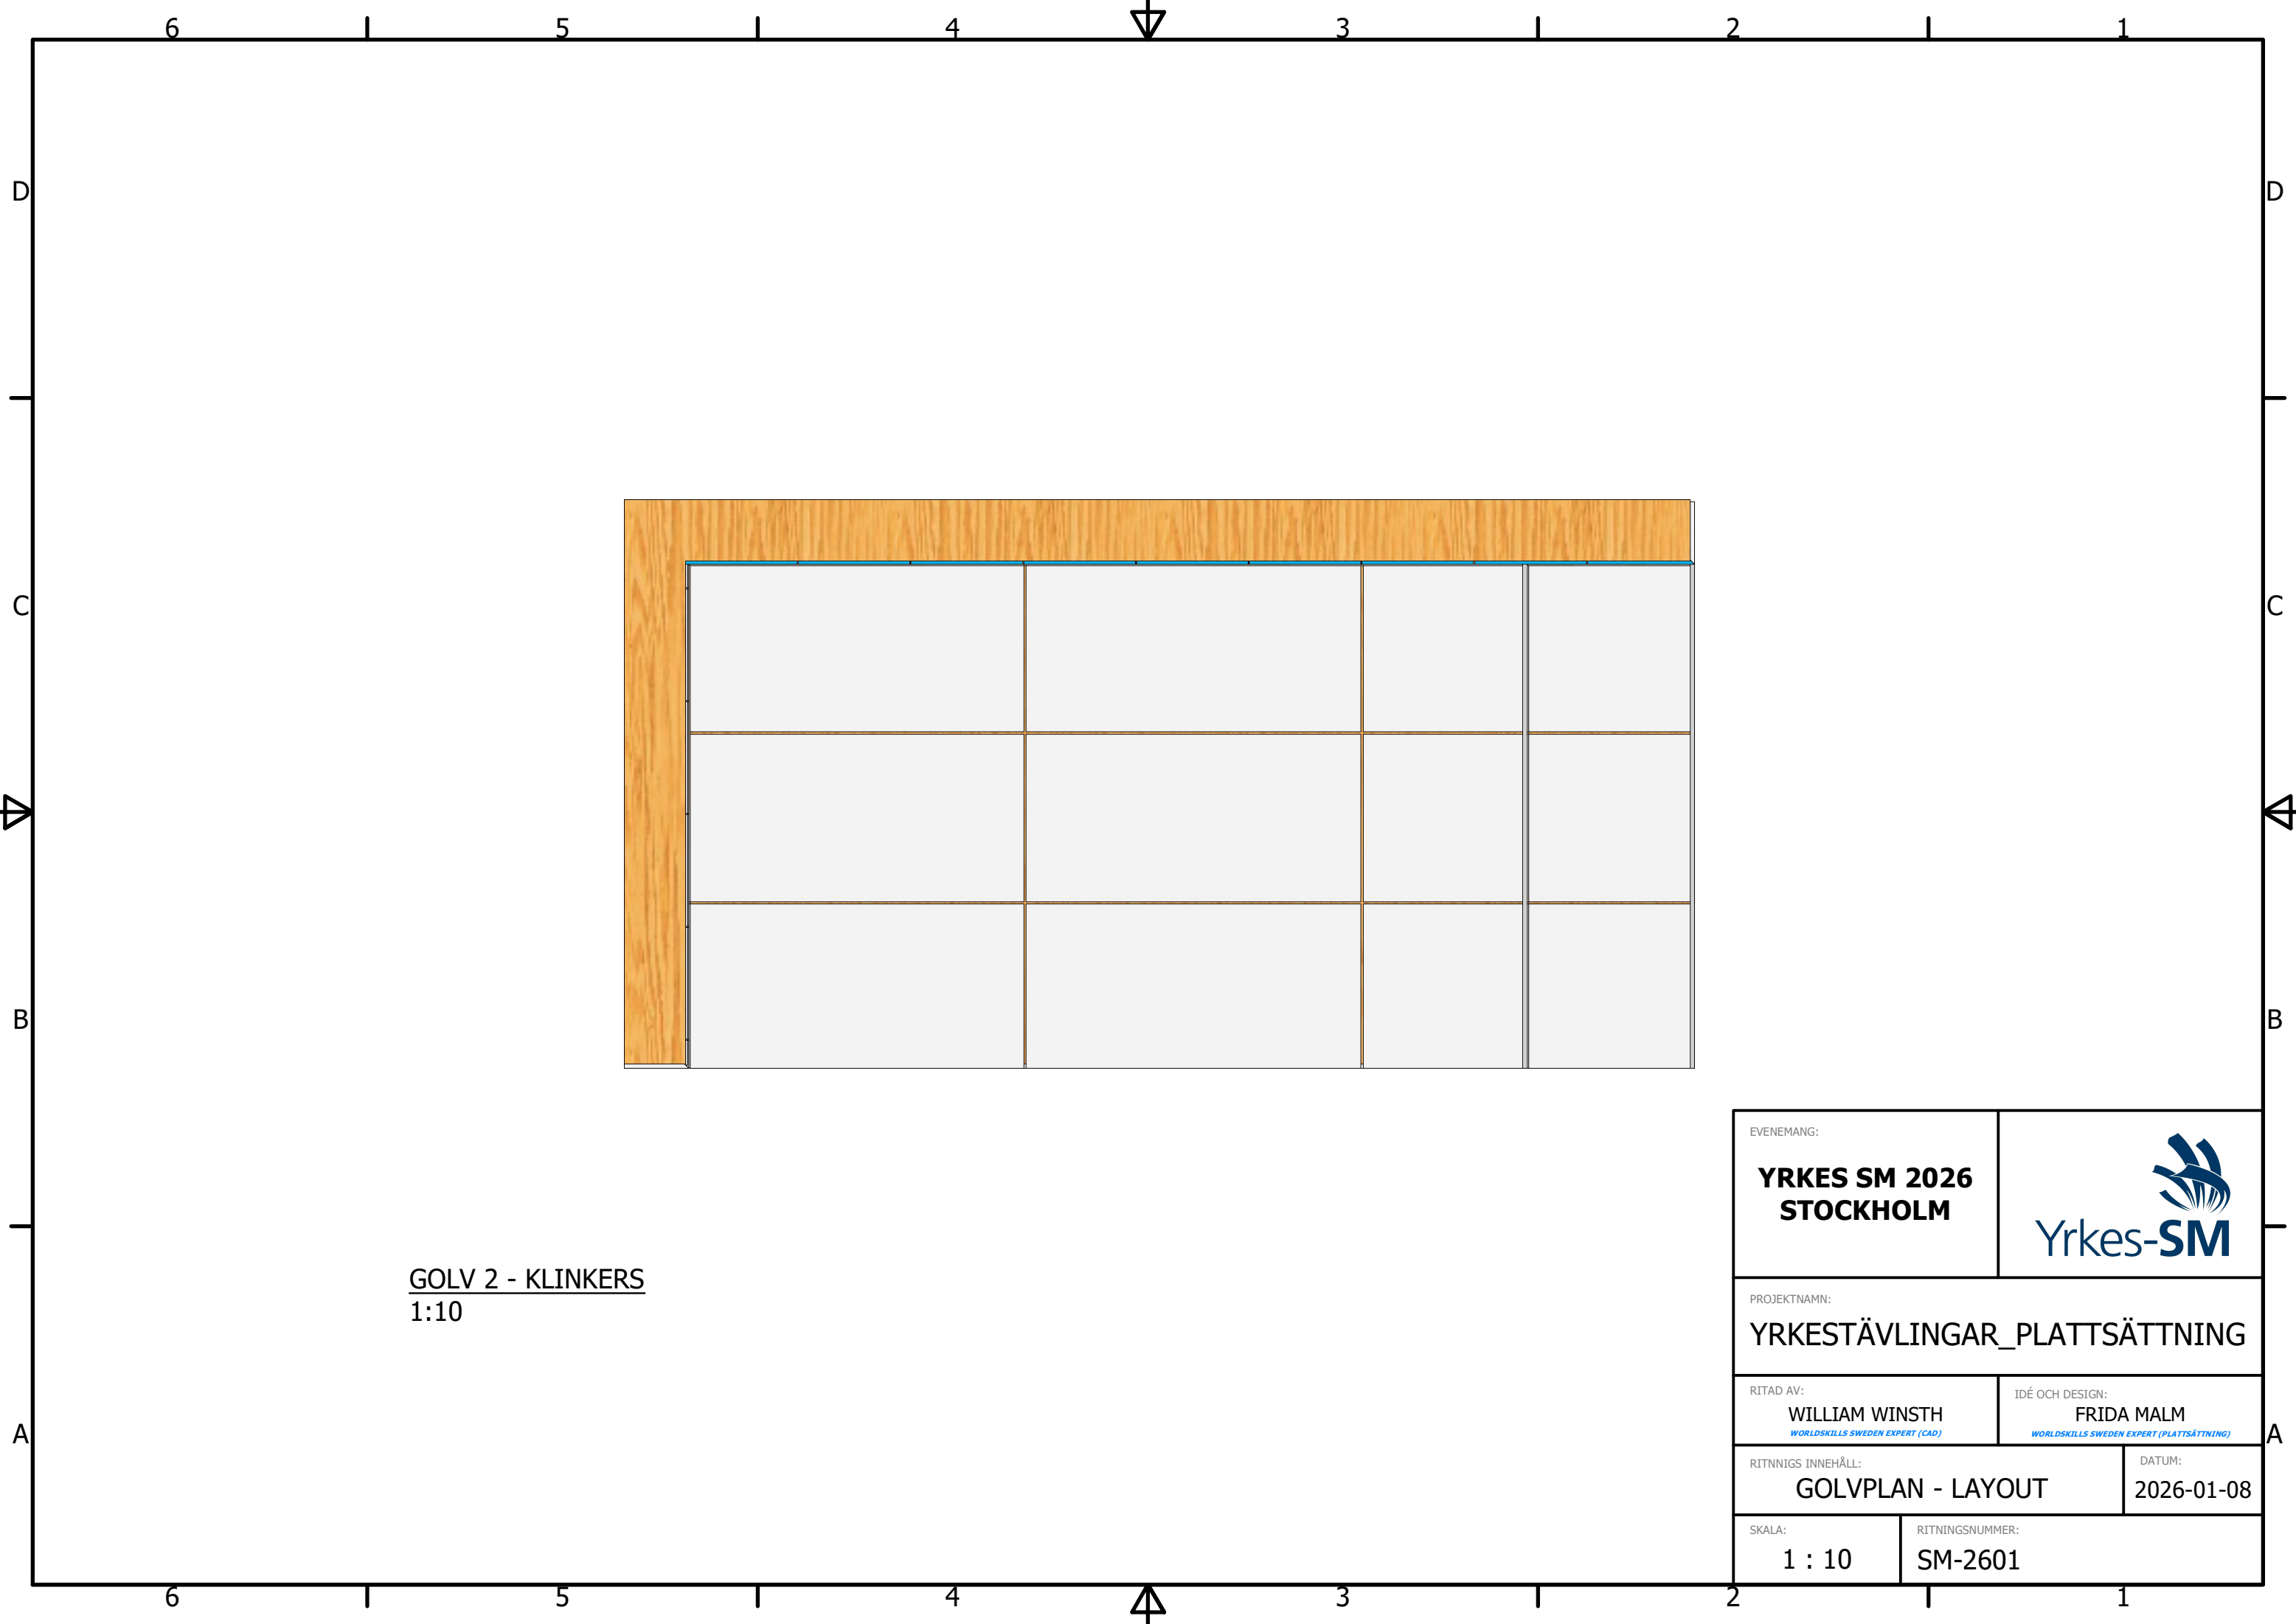 6 5 4 3 2 1
D D
C C
B B
EVENEMANG:
YRKES SM 2026
STOCKHOLM
Yrkes-SM
GOLV 2 - KLINKERS
1:10
PROJEKTNAMN:
YRKESTÄVLINGAR_PLATTSÄTTNING
RITAD AV:
WILLIAM WINSTH
WORLDSKILLS SWEDEN EXPERT (CAD)
IDÉ OCH DESIGN:
FRIDA MALM
WORLDSKILLS SWEDEN EXPERT (PLATTSÄTTNING)
A A
RITNNIGS INNEHÅLL:
GOLVPLAN - LAYOUT
DATUM:
2026-01-08
SKALA:
1 : 10
RITNINGSNUMMER:
SM-2601
6 5 4 3 2 1